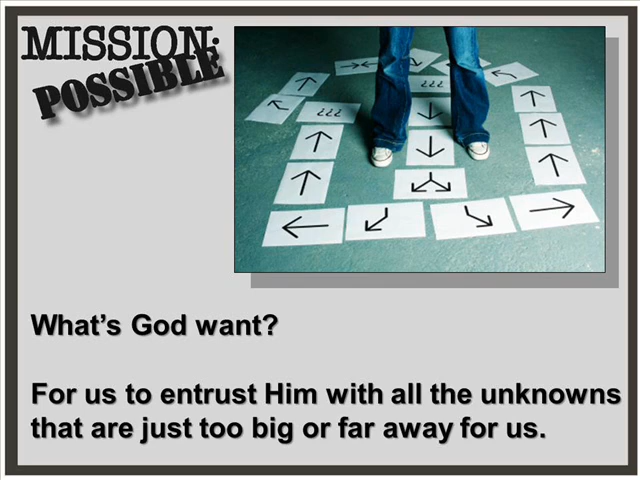 MISSION:
POSSIBLE
???
???
What's God want?
For us to entrust Him with all the unknowns
that are just too big or far away for us.